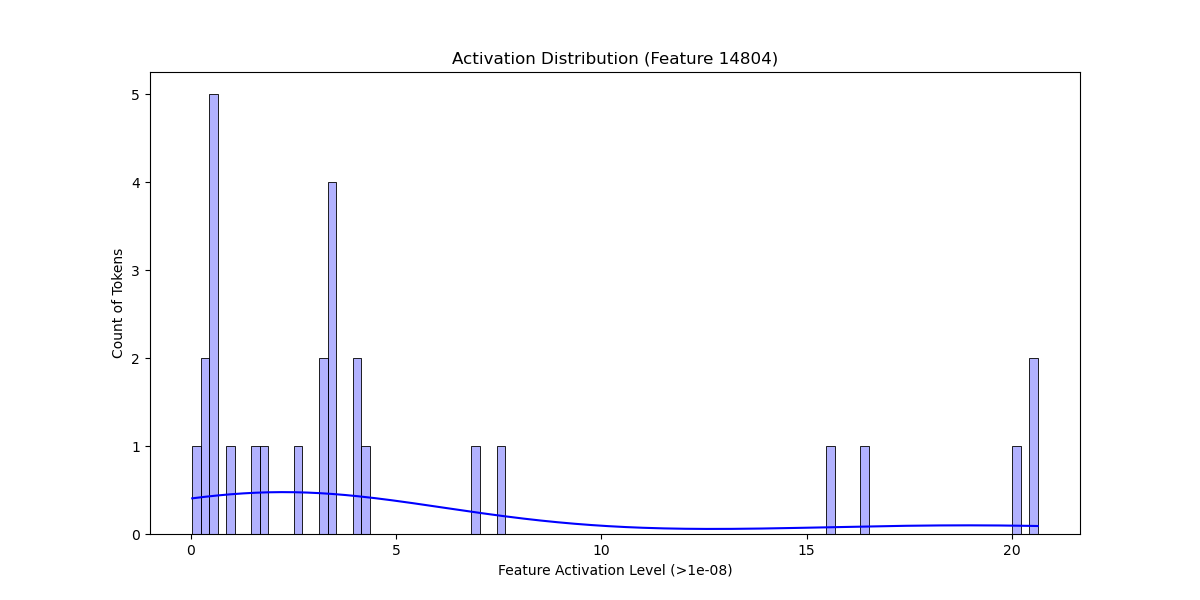 Activation Distribution (Feature 14804)
5
4
3
2
1
0
Count of Tokens
0 5 10 15 20
Feature Activation Level (>1e-08)